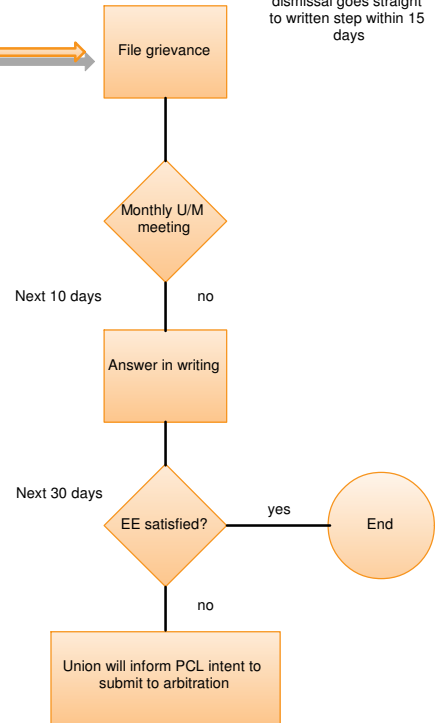 dismissal goes straight
to written step within 15
days
File grievance
Monthly U/M
meeting
Next 10 days
no
Answer in writing
Next 30 days
EE satisfied?
yes
End
no
Union will inform PCL intent to
submit to arbitration